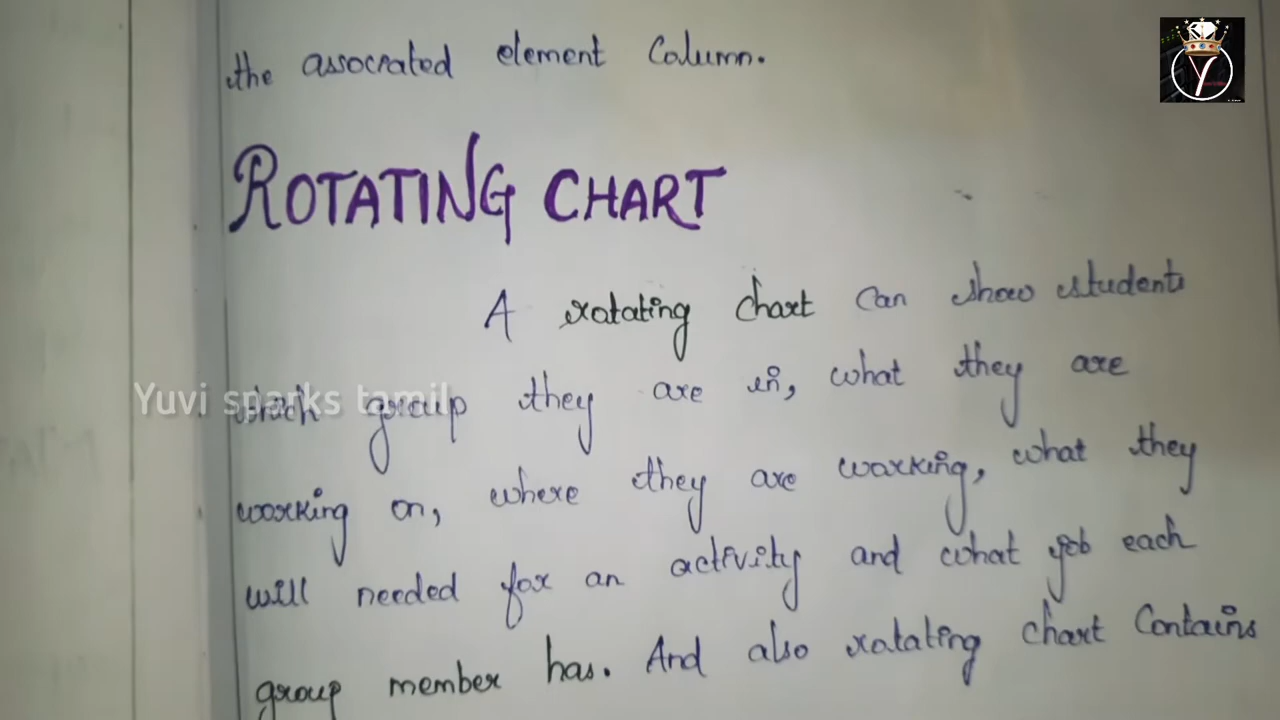 the associated element Column.
ROTATING CHART
A rotating chart can show students
which group they are in, what they are
working on, where they are working, what they
will needed for an activity and what job each
group member has. And also rotating chart Contains
Yuvi sparks tamil
Y